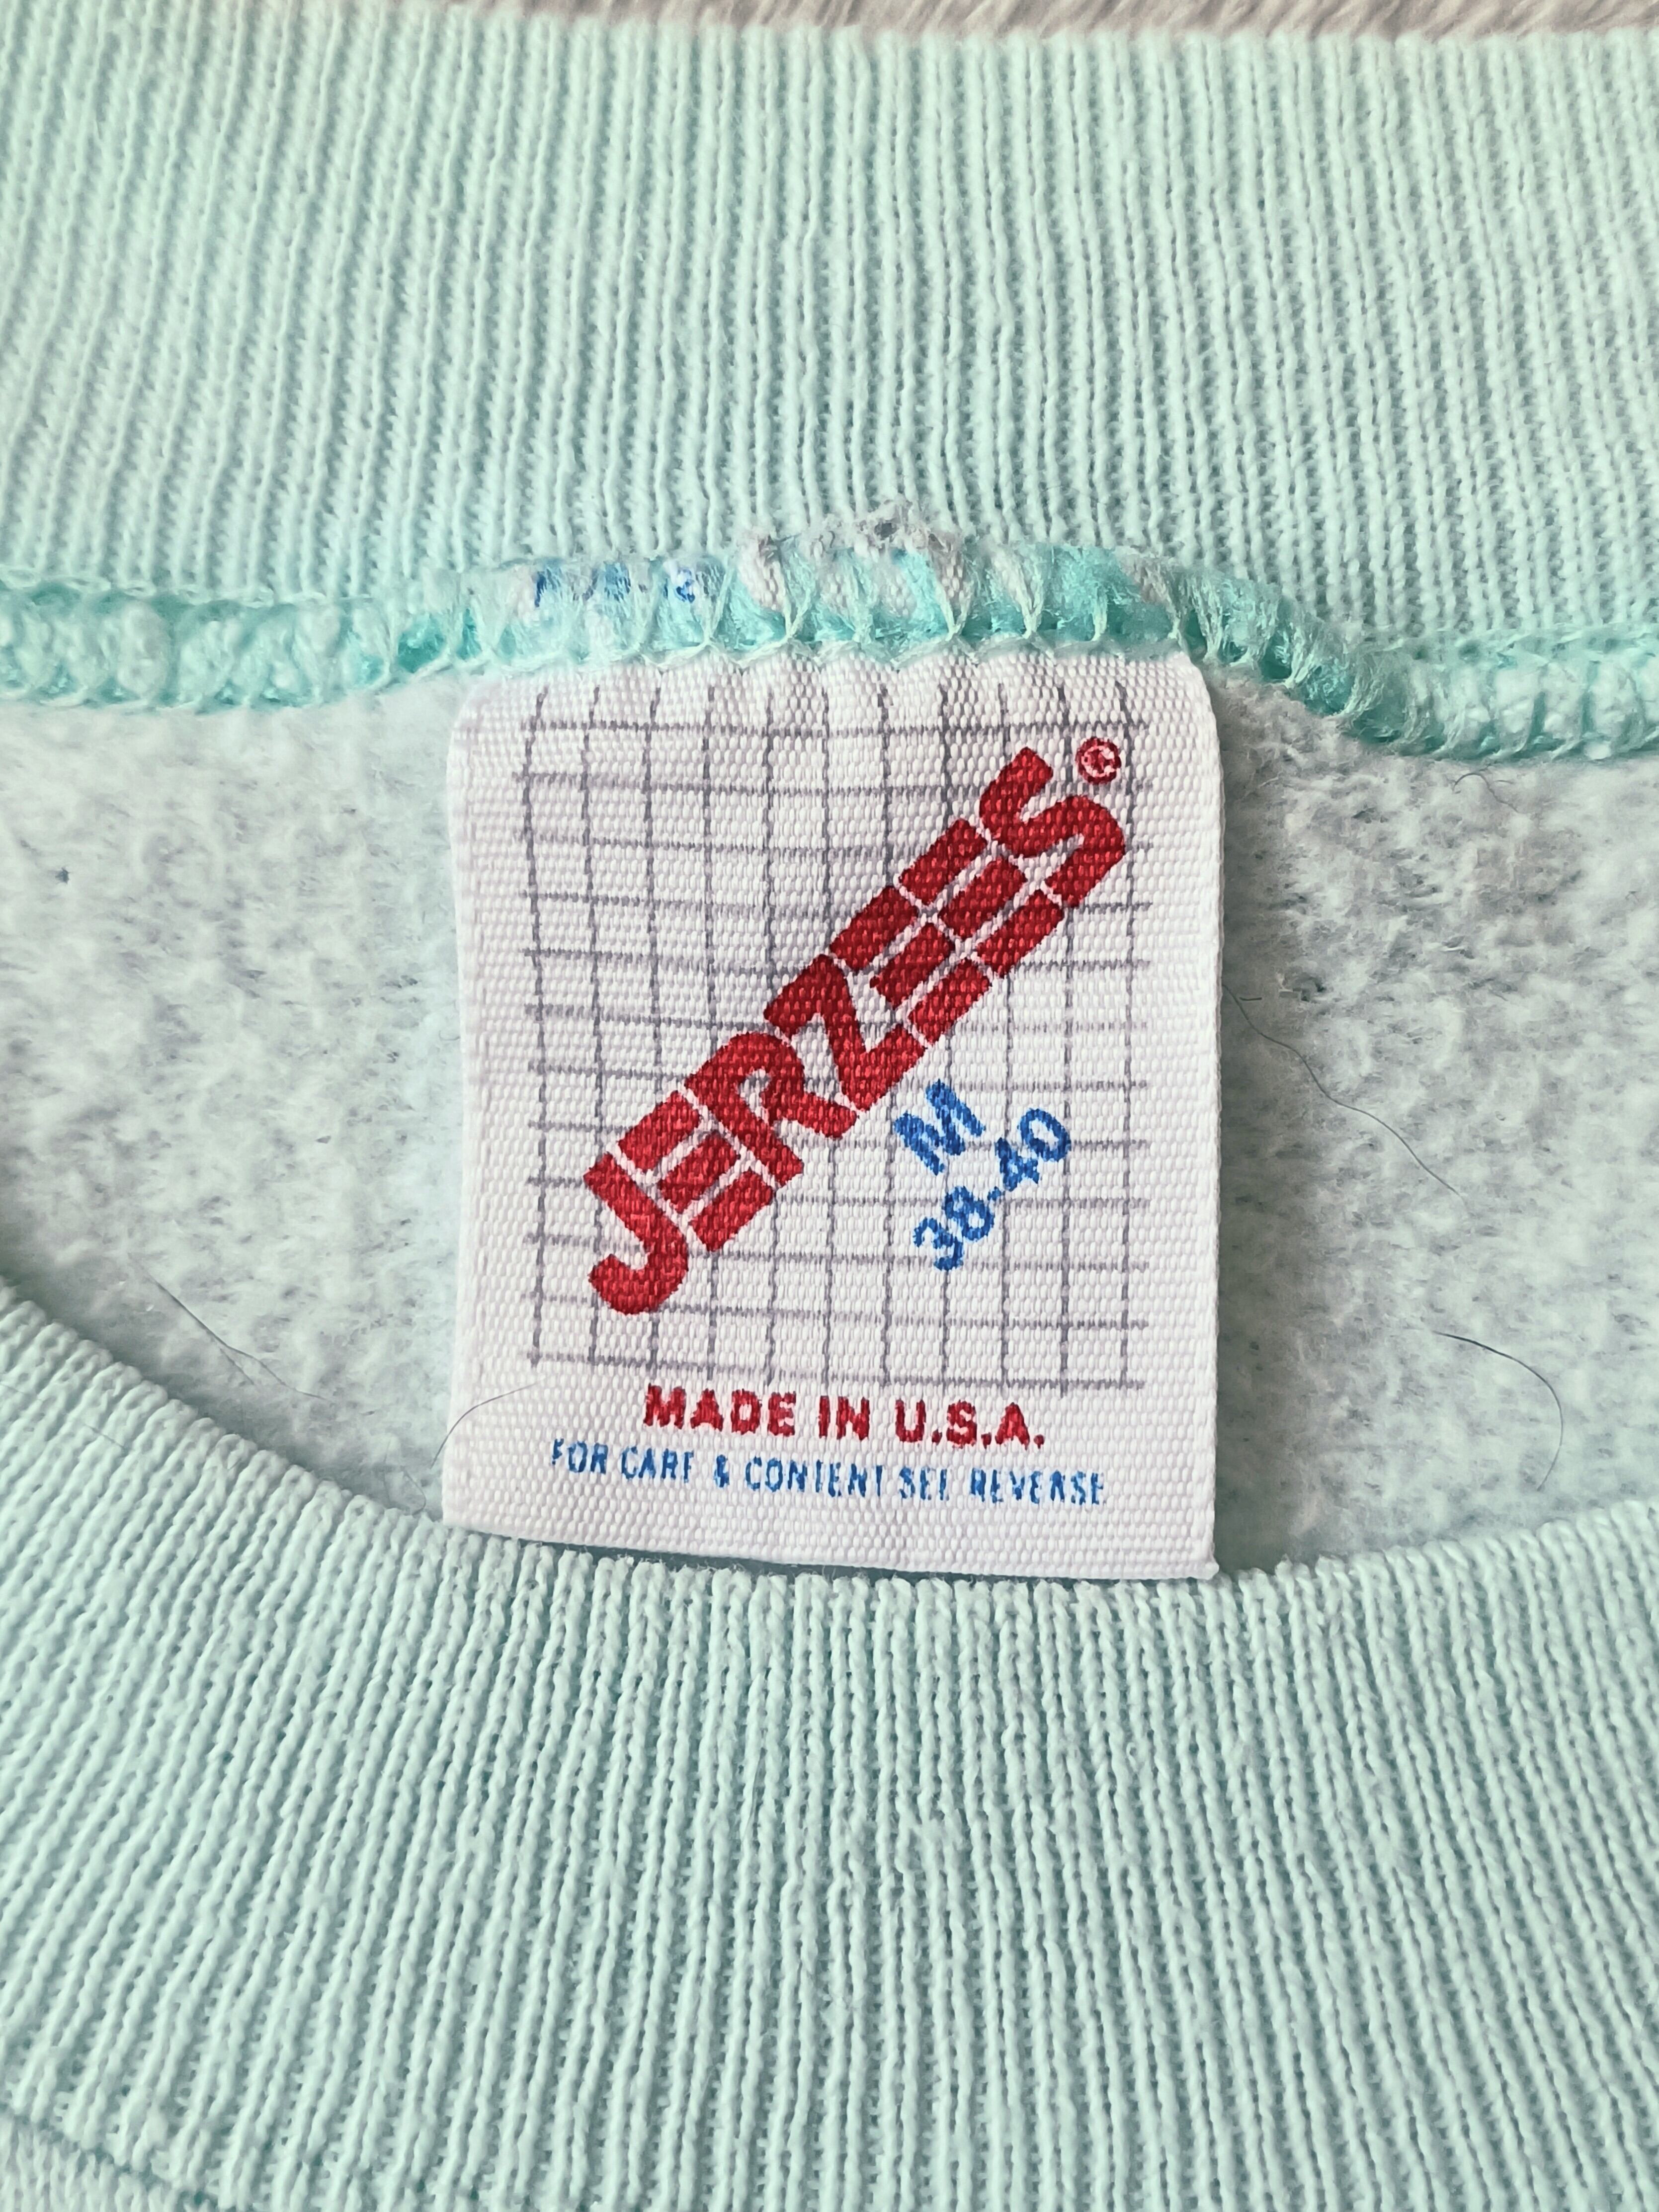 JERZEES©
M
38-40
MADE IN U.S.A.
FOR CARE & CONTENT SEE REVERSE